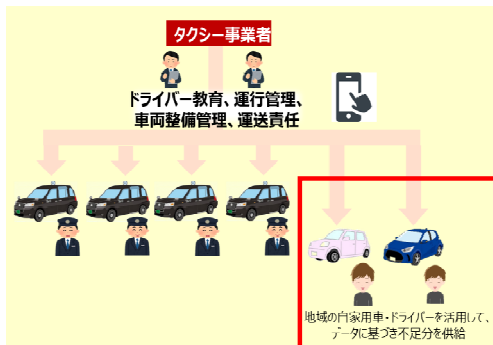 タクシー事業者
ドライバー教育、運行管理、
車両整備管理、運送責任
地域の自家用車・ドライバーを活用して、
データに基づき不足分を供給